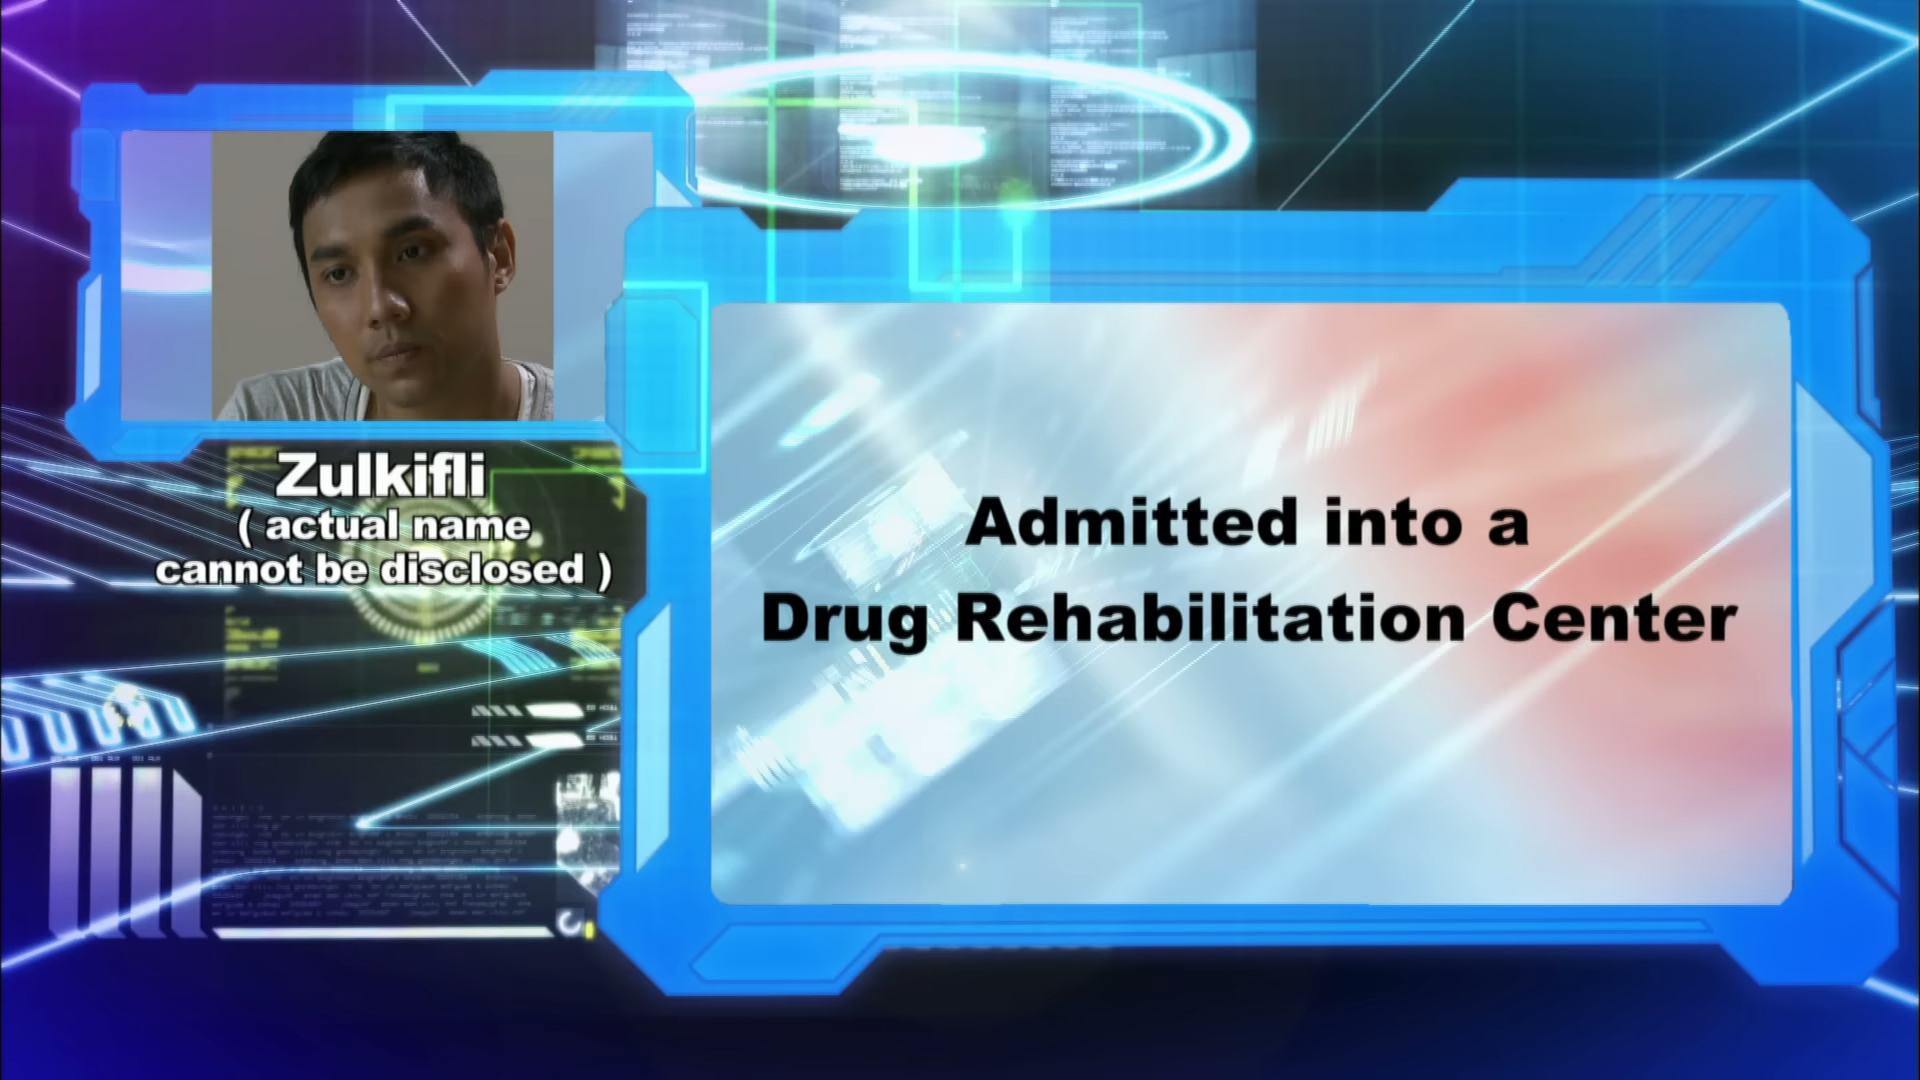 Zulkifli
( actual name
cannot be disclosed )
Admitted into a
Drug Rehabilitation Center